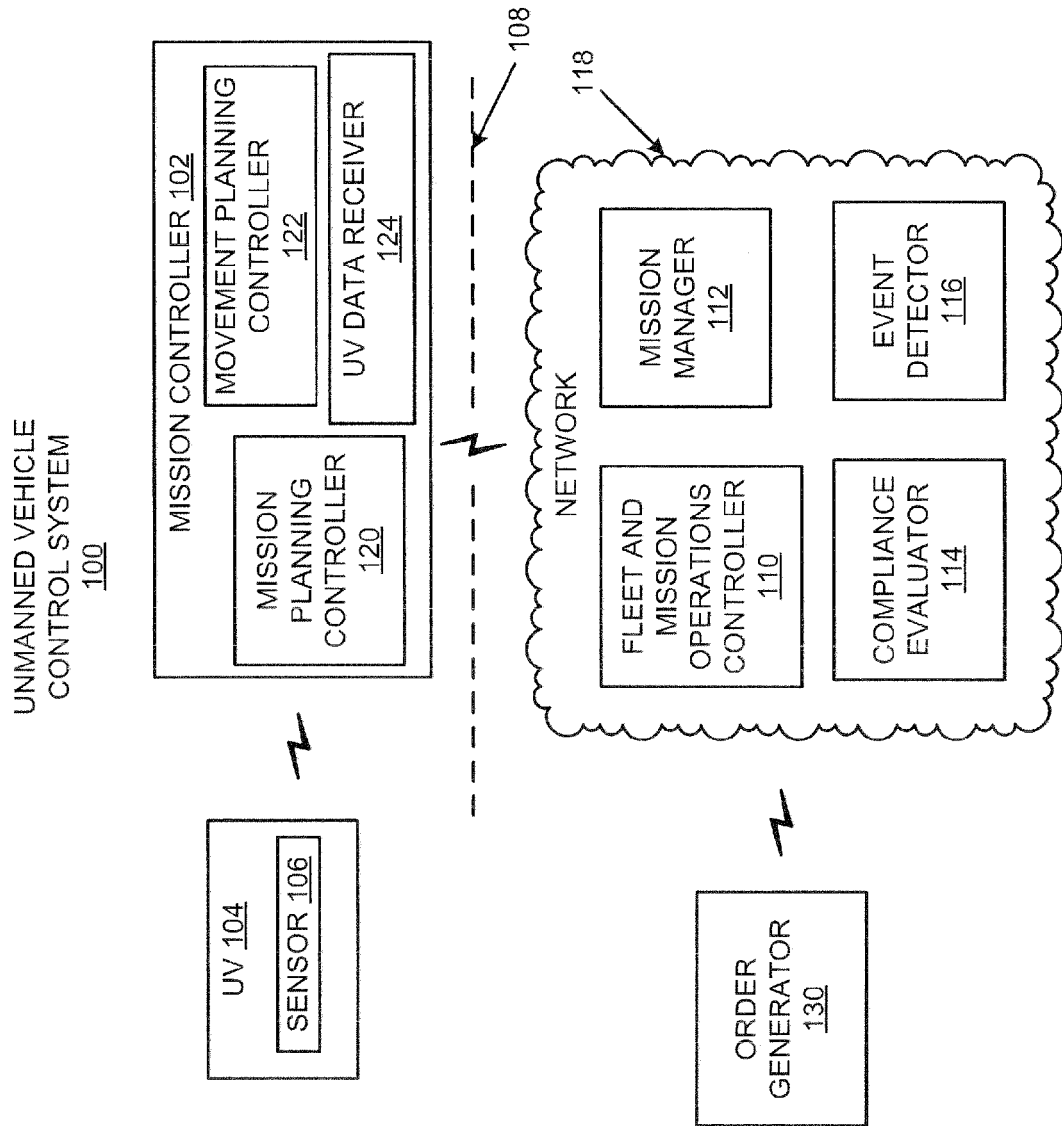 UNMANNED VEHICLE
CONTROL SYSTEM
100
UV 104
SENSOR 106
MISSION CONTROLLER 102
MISSION
PLANNING
CONTROLLER
120
MOVEMENT PLANNING
CONTROLLER
122
UV DATA RECEIVER
124
108
118
ORDER
GENERATOR
130
NETWORK
FLEET AND
MISSION
OPERATIONS
CONTROLLER
110
MISSION
MANAGER
112
COMPLIANCE
EVALUATOR
114
EVENT
DETECTOR
116